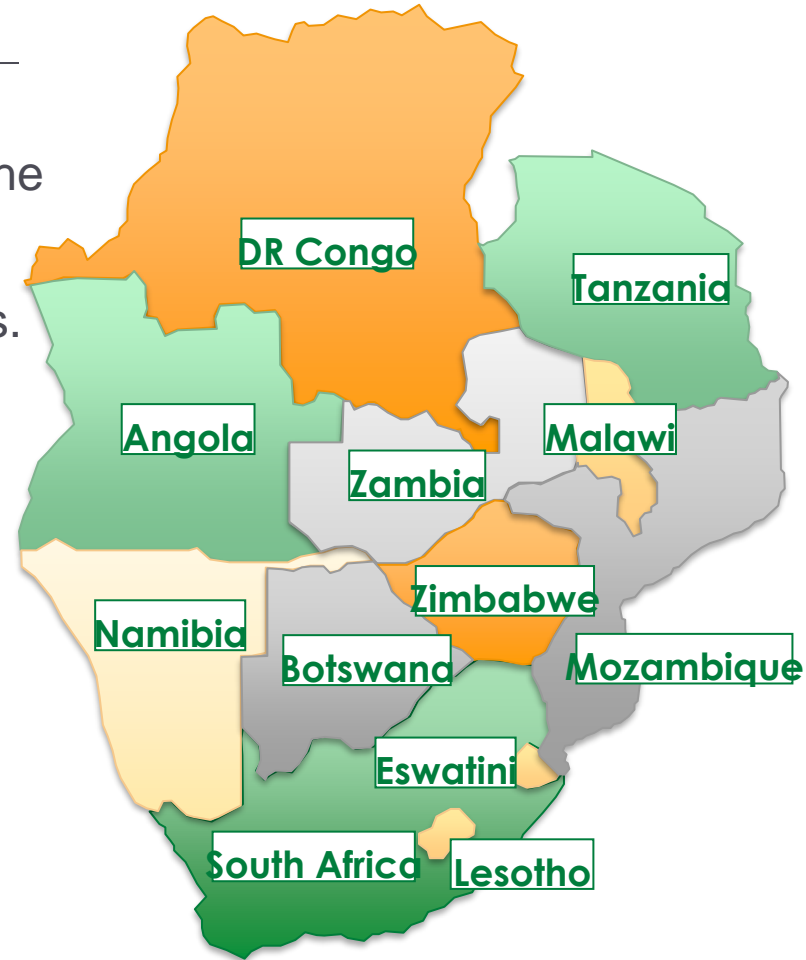 s.
DR Congo
Tanzania
Angola
Malawi
Zambia
Zimbabwe
Namibia
Botswana
Mozambique
Eswatini
South Africa
Lesotho